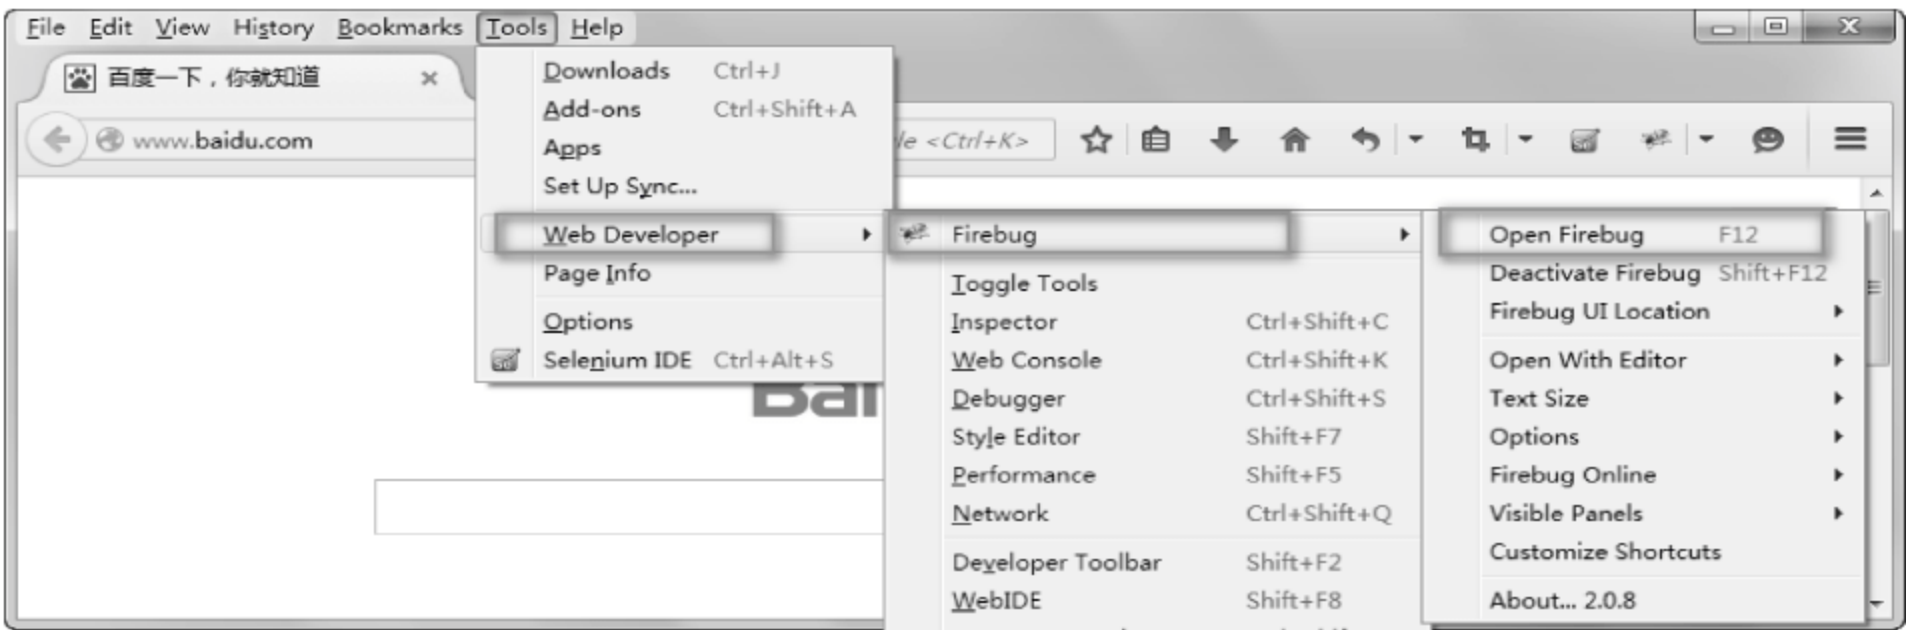 File Edit View History Bookmarks Tools Help
百度一下，你就知道
www.baidu.com
<Ctrl+K>
Downloads Ctrl+J
Add-ons Ctrl+Shift+A
Apps
Set Up Sync...
Web Developer
Page Info
Options
Selenium IDE Ctrl+Alt+S
Firebug
Toggle Tools
Inspector Ctrl+Shift+C
Web Console Ctrl+Shift+K
Debugger Ctrl+Shift+S
Style Editor Shift+F7
Performance Shift+F5
Network Ctrl+Shift+Q
Developer Toolbar Shift+F2
WebIDE Shift+F8
Open Firebug F12
Deactivate Firebug Shift+F12
Firebug UI Location
Open With Editor
Text Size
Options
Firebug Online
Visible Panels
Customize Shortcuts
About... 2.0.8